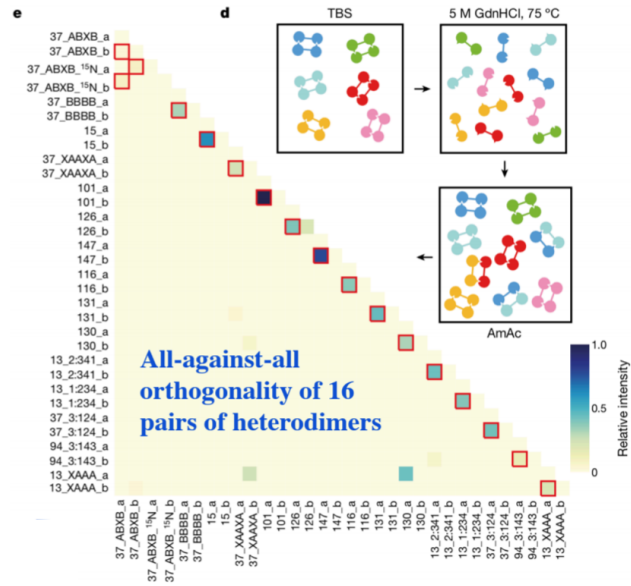 e
d
TBS
5 M GdnHCl, 75 ºC
AmAc
37_ABXB_a
37_ABXB_b
37_ABXB_¹⁵N_a
37_ABXB_¹⁵N_b
37_BBBB_a
37_BBBB_b
15_a
15_b
37_XAAXA_a
37_XAAXA_b
101_a
101_b
126_a
126_b
147_a
147_b
116_a
116_b
131_a
131_b
130_a
130_b
13_2:341_a
13_2:341_b
13_1:234_a
13_1:234_b
37_3:124_a
37_3:124_b
94_3:143_a
94_3:143_b
13_XAAA_a
13_XAAA_b
All-against-all
orthogonality of 16
pairs of heterodimers
1.0
0.5
0
Relative intensity
37_ABXB_a
37_ABXB_b
37_ABXB_¹⁵N_a
37_ABXB_¹⁵N_b
37_BBBB_a
37_BBBB_b
15_a
15_b
37_XAAXA_a
37_XAAXA_b
101_a
101_b
126_a
126_b
147_a
147_b
116_a
116_b
131_a
131_b
130_a
130_b
13_2:341_a
13_2:341_b
13_1:234_a
13_1:234_b
37_3:124_a
37_3:124_b
94_3:143_a
94_3:143_b
13_XAAA_a
13_XAAA_b